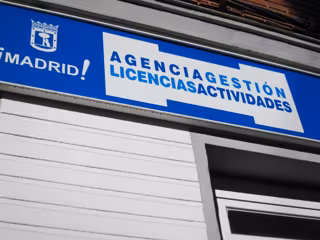 ¡MADRID!
AGENCIAGESTIÓN
LICENCIASACTIVIDADES